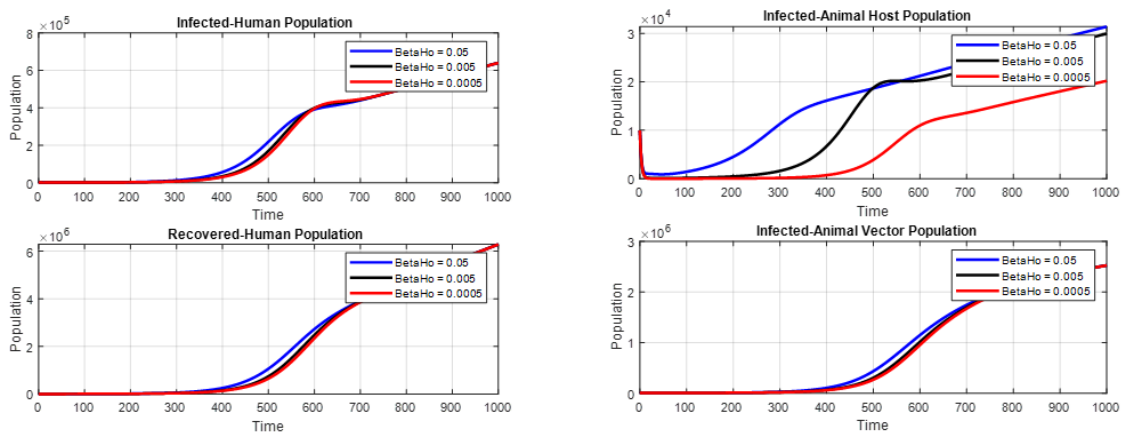 Infected-Human Population
×10^5
8
6
4
2
0
Population
BetaHo = 0.05
BetaHo = 0.005
BetaHo = 0.0005
0 100 200 300 400 500 600 700 800 900 1000
Time
Infected-Animal Host Population
×10^4
3
2
1
0
Population
BetaHo = 0.05
BetaHo = 0.005
BetaHo = 0.0005
0 100 200 300 400 500 600 700 800 900 1000
Time
Recovered-Human Population
×10^6
6
4
2
0
Population
BetaHo = 0.05
BetaHo = 0.005
BetaHo = 0.0005
0 100 200 300 400 500 600 700 800 900 1000
Time
Infected-Animal Vector Population
×10^6
3
2
1
0
Population
BetaHo = 0.05
BetaHo = 0.005
BetaHo = 0.0005
0 100 200 300 400 500 600 700 800 900 1000
Time